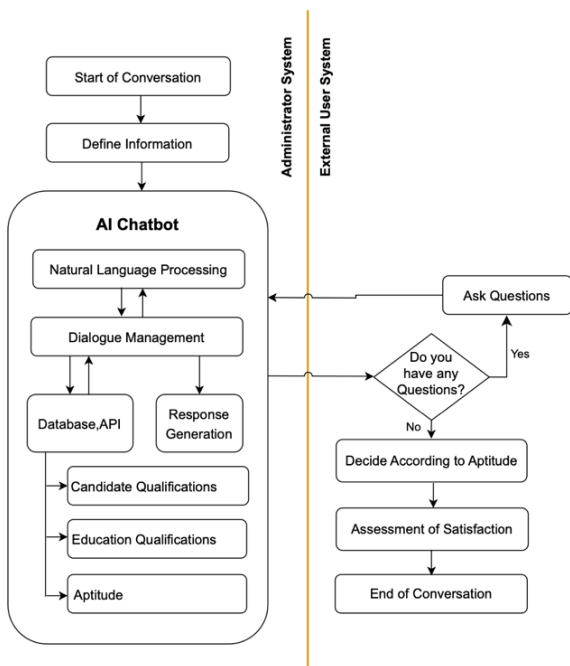 Start of Conversation
Define Information
Administrator System
External User System
AI Chatbot
Natural Language Processing
Dialogue Management
Database,API
Response
Generation
Candidate Qualifications
Education Qualifications
Aptitude
Ask Questions
Yes
Do you
have any
Questions?
No
Decide According to Aptitude
Assessment of Satisfaction
End of Conversation